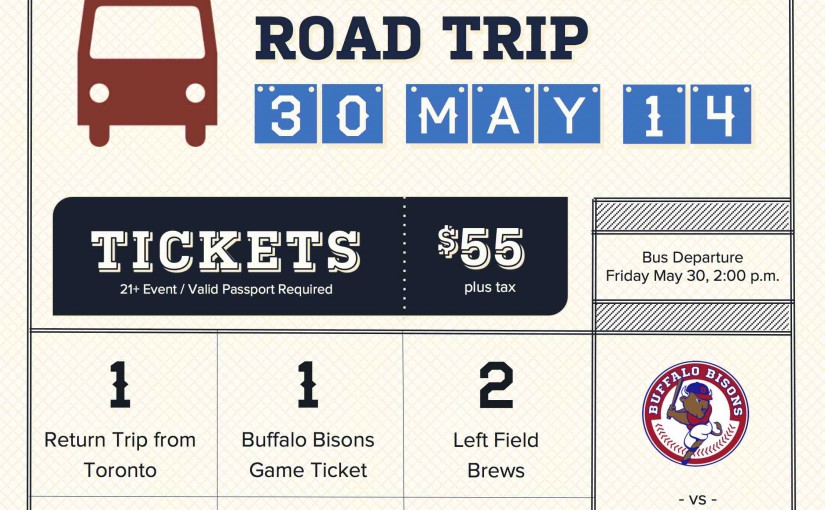 ROAD TRIP
30 MAY 14
TICKETS
21+ Event / Valid Passport Required
$55
plus tax
Bus Departure
Friday May 30, 2:00 p.m.
1
Return Trip from
Toronto
1
Buffalo Bisons
Game Ticket
2
Left Field
Brews
BUFFALO BISONS
- vs -